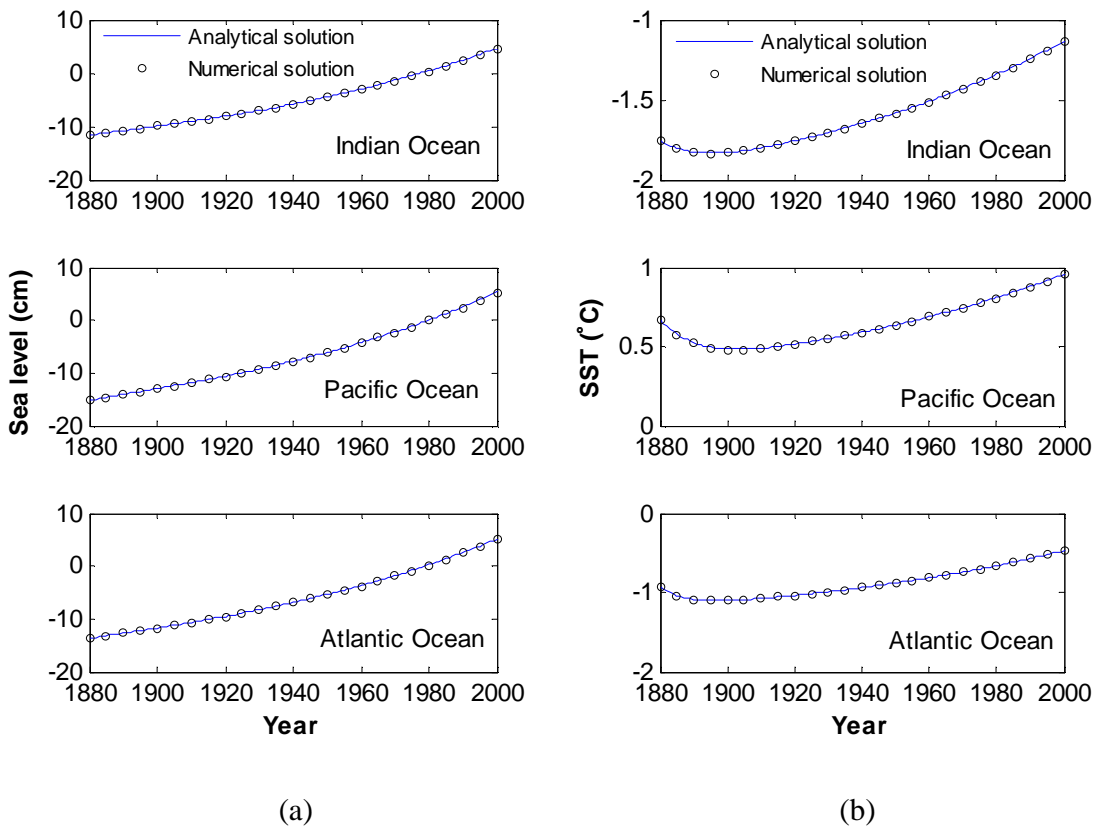 10
0
-10
-20
Analytical solution
Numerical solution
Indian Ocean
1880 1900 1920 1940 1960 1980 2000
10
0
-10
-20
Pacific Ocean
1880 1900 1920 1940 1960 1980 2000
Sea level (cm)
10
0
-10
-20
Atlantic Ocean
1880 1900 1920 1940 1960 1980 2000
Year
(a)
-1
-1.5
-2
Analytical solution
Numerical solution
Indian Ocean
1880 1900 1920 1940 1960 1980 2000
1
0.5
0
Pacific Ocean
1880 1900 1920 1940 1960 1980 2000
SST (°C)
0
-1
-2
Atlantic Ocean
1880 1900 1920 1940 1960 1980 2000
Year
(b)